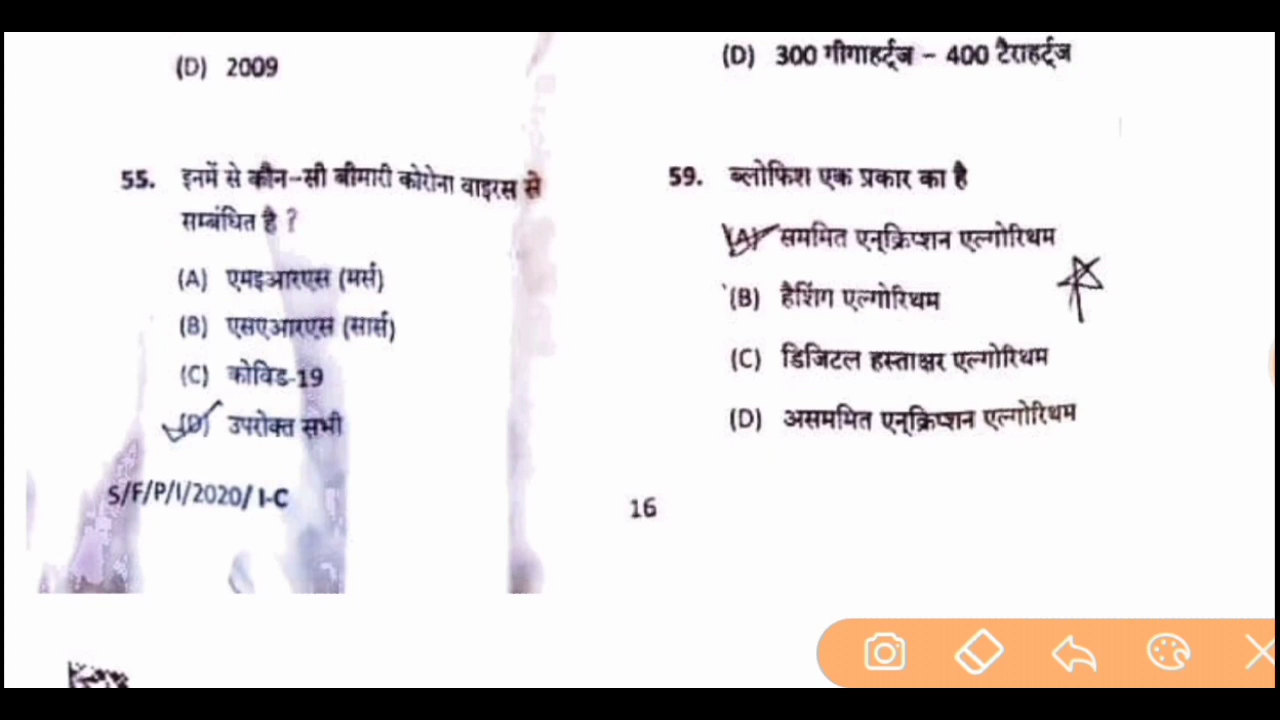 (D) 2009
55. इनमें से कौन-सी बीमारी कोरोना वाइरस से
सम्बंधित है ?
(A) एमइआरएस (मर्स)
(B) एसएआरएस (सार्स)
(C) कोविड-19
(D) उपरोक्त सभी
S/F/P/I/2020/ I-C
(D) 300 गीगाहर्ट्ज – 400 टैराहर्ट्ज
59. ब्लोफिश एक प्रकार का है
(A) सममित एन्क्रिप्शन एल्गोरिथम
(B) हैशिंग एल्गोरिथम
(C) डिजिटल हस्ताक्षर एल्गोरिथम
(D) असममित एन्क्रिप्शन एल्गोरिथम
16